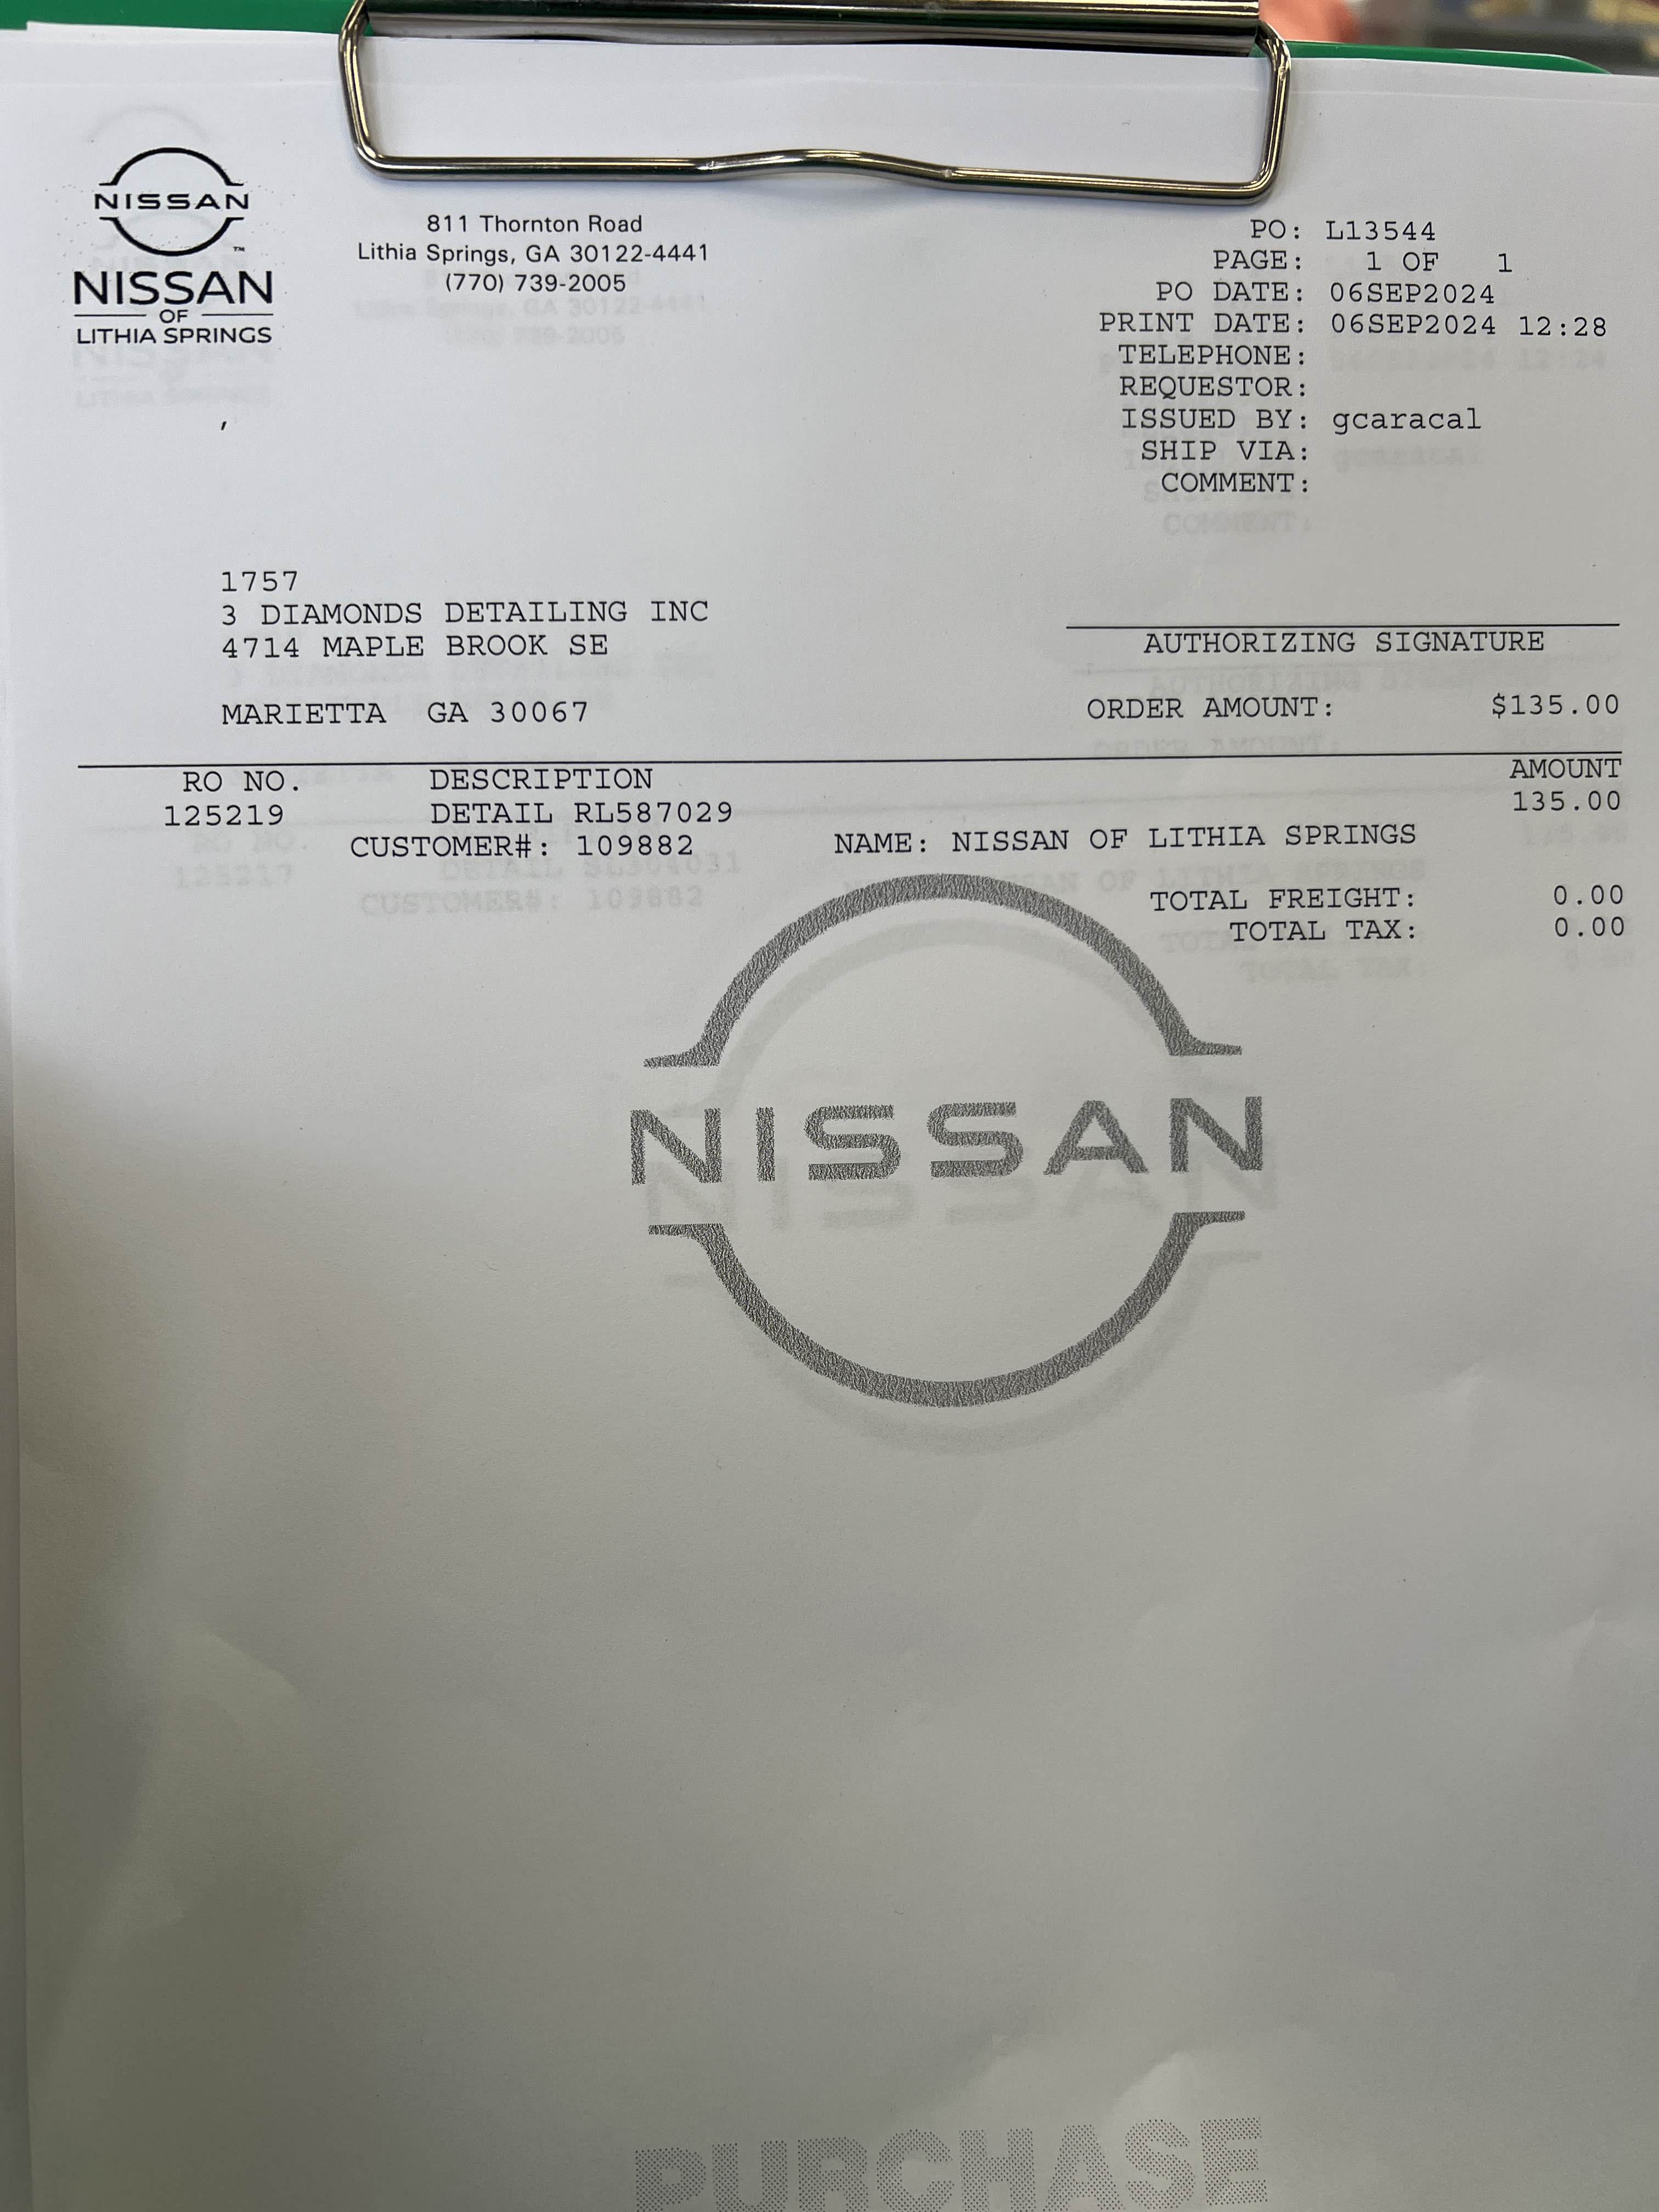 NISSAN
NISSAN
OF
LITHIA SPRINGS
811 Thornton Road
Lithia Springs, GA 30122-4441
(770) 739-2005
PO: L13544
PAGE: 1 OF 1
PO DATE: 06SEP2024
PRINT DATE: 06SEP2024 12:28
TELEPHONE:
REQUESTOR:
ISSUED BY: gcaracal
SHIP VIA:
COMMENT:
,
1757
3 DIAMONDS DETAILING INC
4714 MAPLE BROOK SE
MARIETTA GA 30067
AUTHORIZING SIGNATURE
ORDER AMOUNT: $135.00
RO NO. DESCRIPTION AMOUNT
125219 DETAIL RL587029 135.00
CUSTOMER#: 109882 NAME: NISSAN OF LITHIA SPRINGS
TOTAL FREIGHT: 0.00
TOTAL TAX: 0.00
NISSAN
PURCHASE